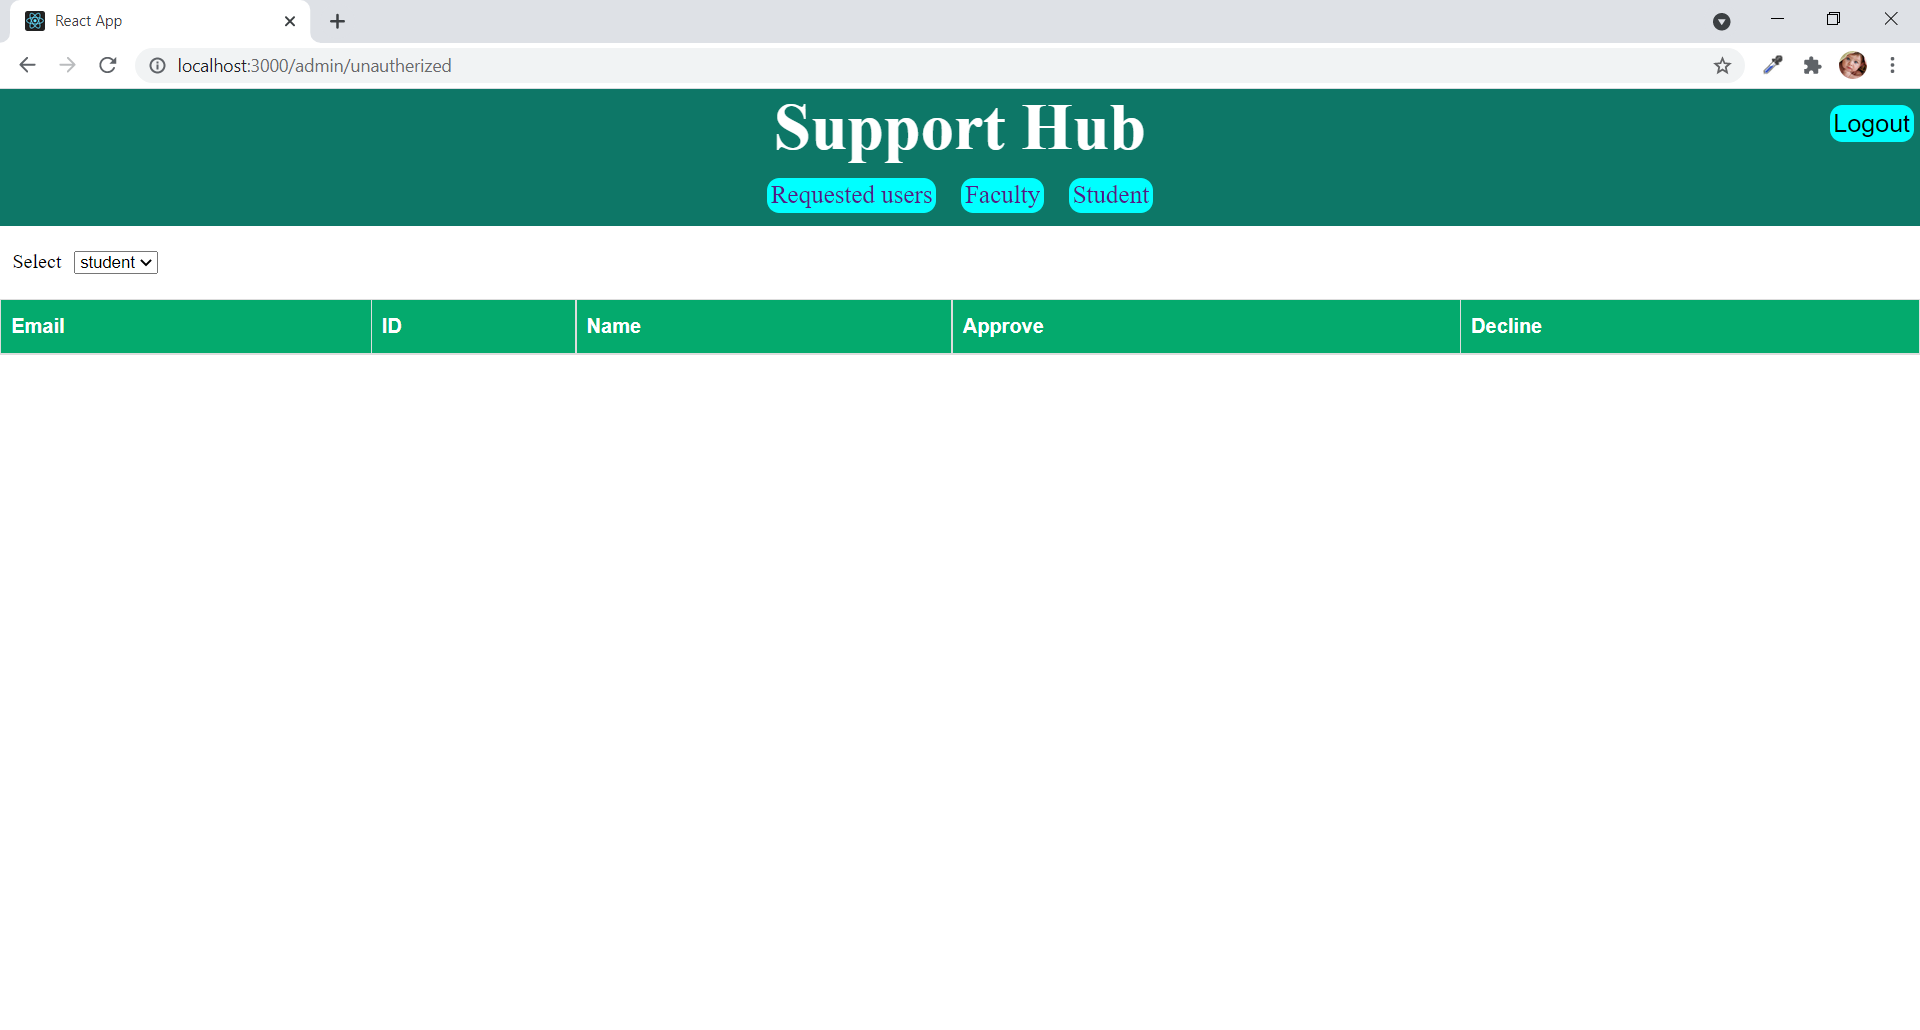 React App
localhost:3000/admin/unautherized
Support Hub
Logout
Requested users Faculty Student
Select student
Email ID Name Approve Decline